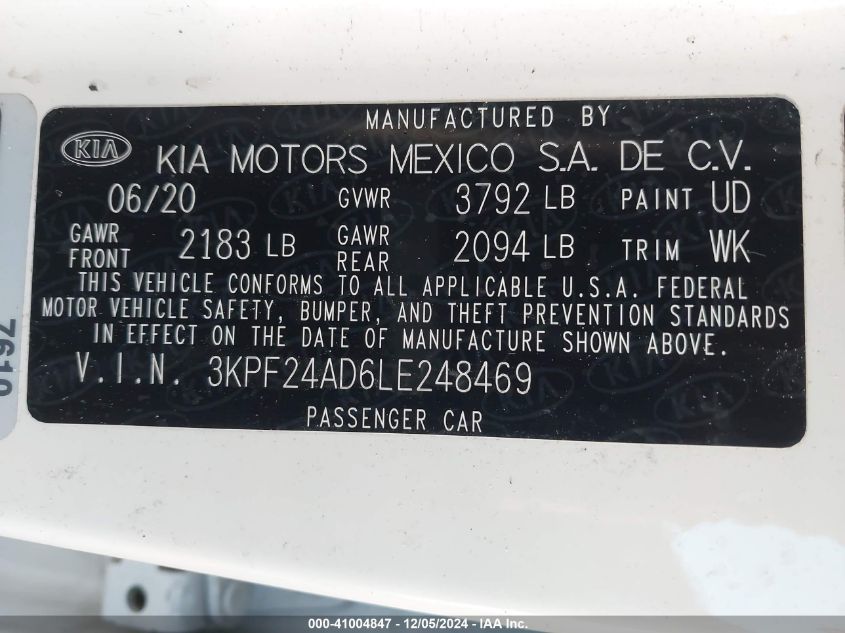 MANUFACTURED BY
KIA KIA MOTORS MEXICO S.A. DE C.V.
06/20 GVWR 3792 LB PAINT UD
GAWR FRONT 2183 LB GAWR REAR 2094 LB TRIM WK
THIS VEHICLE CONFORMS TO ALL APPLICABLE U.S.A. FEDERAL
MOTOR VEHICLE SAFETY, BUMPER, AND THEFT PREVENTION STANDARDS
IN EFFECT ON THE DATE OF MANUFACTURE SHOWN ABOVE.
V.I.N. 3KPF24AD6LE248469
PASSENGER CAR
000-41004847 - 12/05/2024 - IAA Inc.